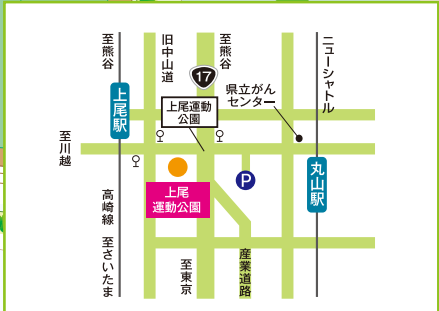 至熊谷
旧中山道
至熊谷
ニューシャトル
17
上尾駅
上尾運動
公園
県立がん
センター
至川越
丸山駅
P
上尾
運動公園
高崎線
至さいたま
至東京
産業道路